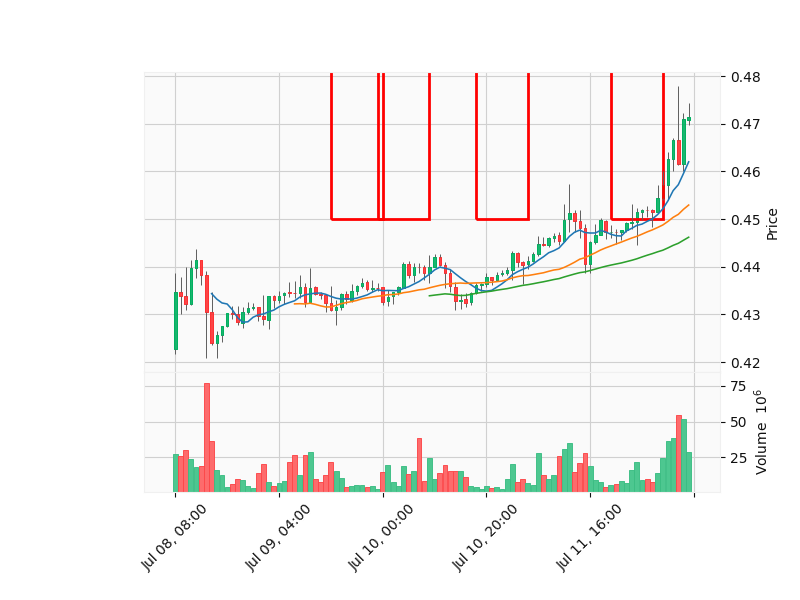 0.48
0.47
0.46
0.45
0.44
0.43
0.42
Price
75
50
25
Volume 10^6
Jul 08, 08:00
Jul 09, 04:00
Jul 10, 00:00
Jul 10, 20:00
Jul 11, 16:00